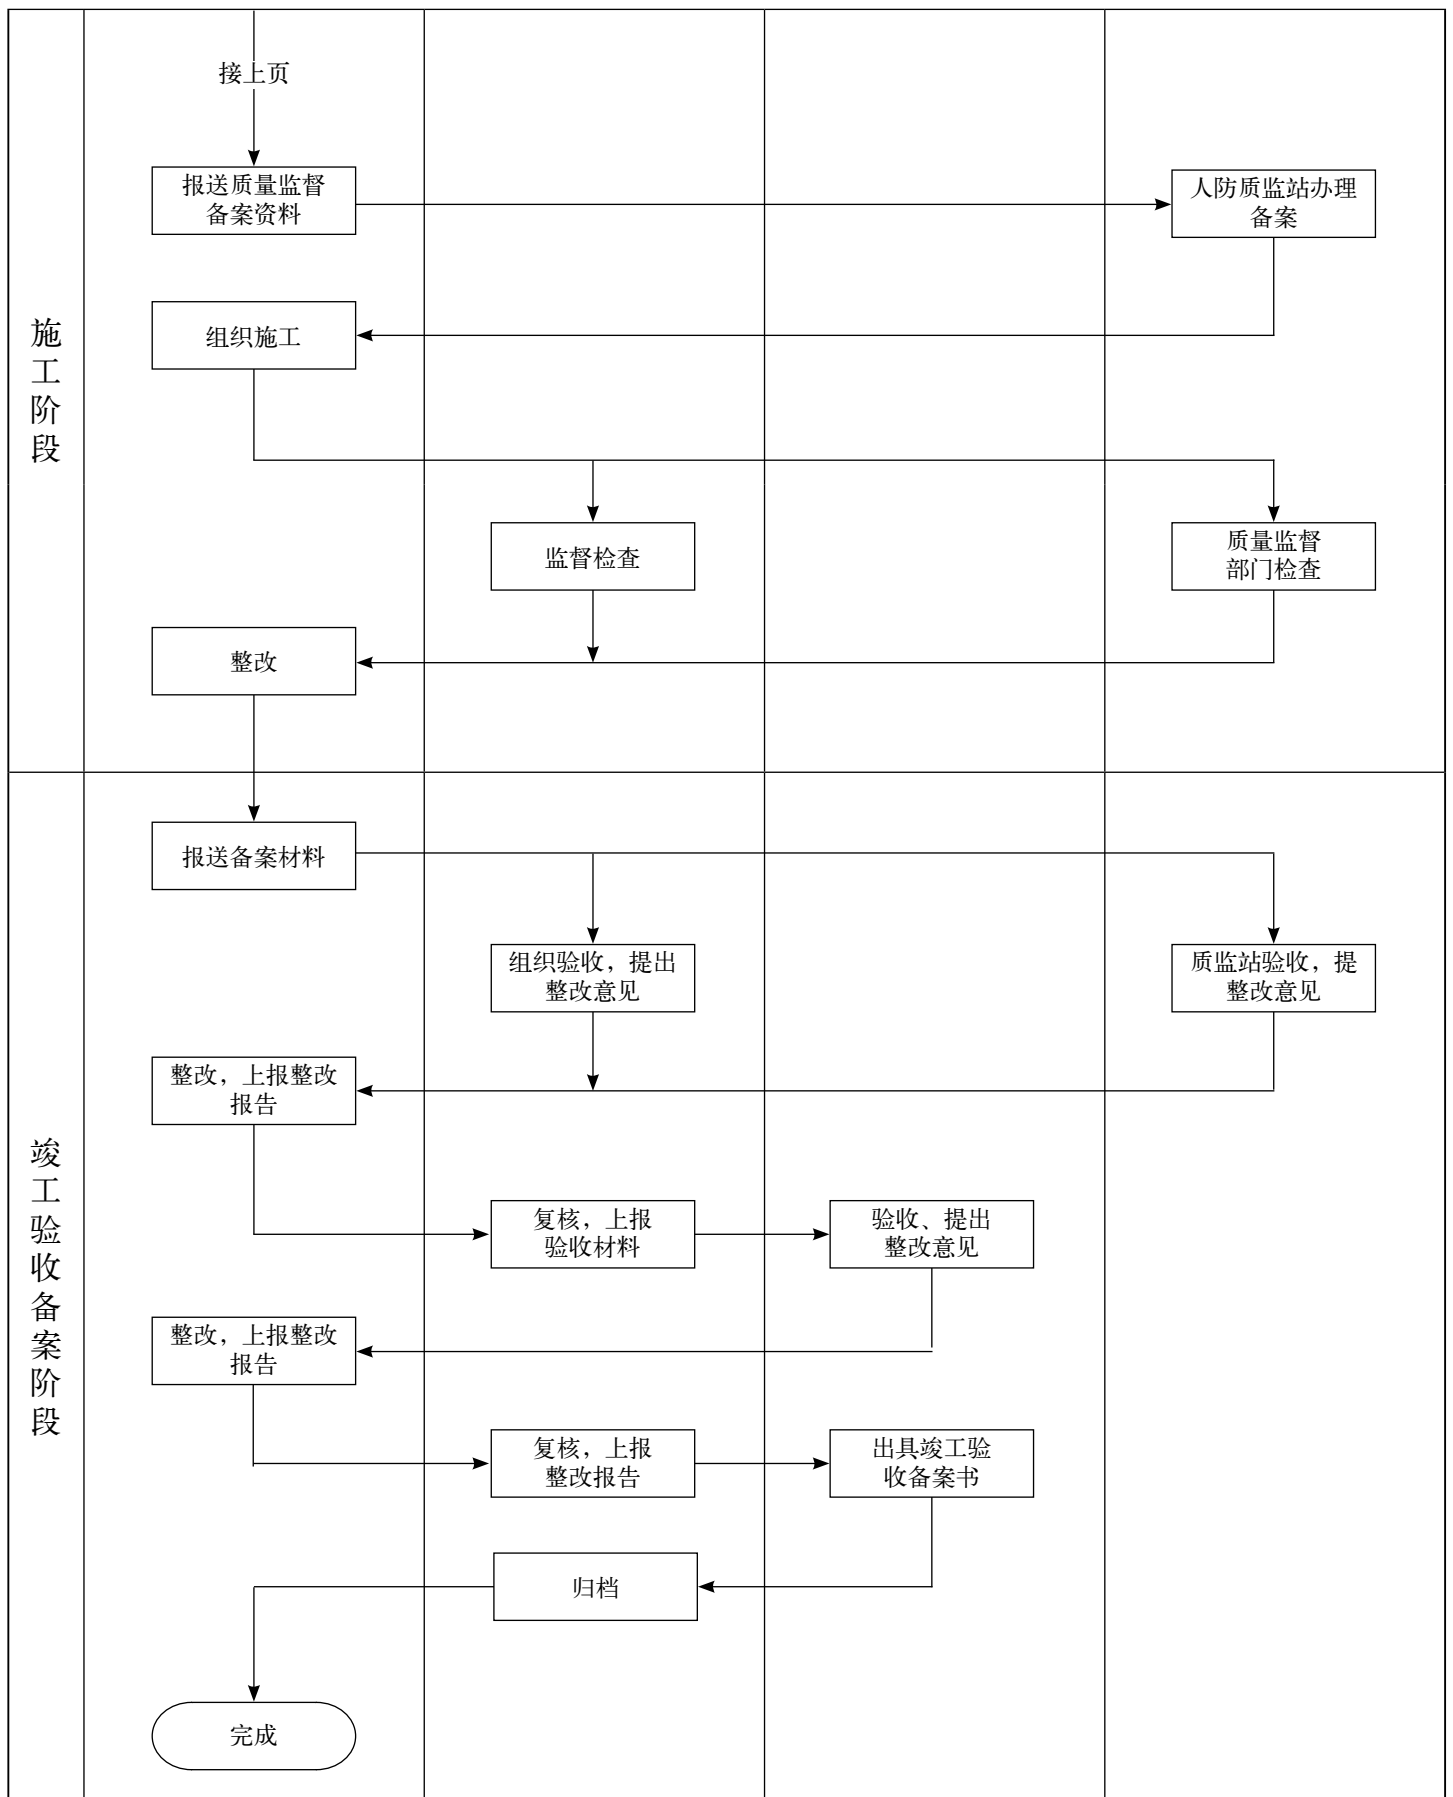 接上页
报送质量监督
备案资料
人防质监站办理
备案
组织施工
施
工
阶
段
监督检查
质量监督
部门检查
整改
报送备案材料
组织验收，提出
整改意见
质监站验收，提
整改意见
整改，上报整改
报告
竣
工
验
收
备
案
阶
段
复核，上报
验收材料
验收、提出
整改意见
整改，上报整改
报告
复核，上报
整改报告
出具竣工验
收备案书
归档
完成